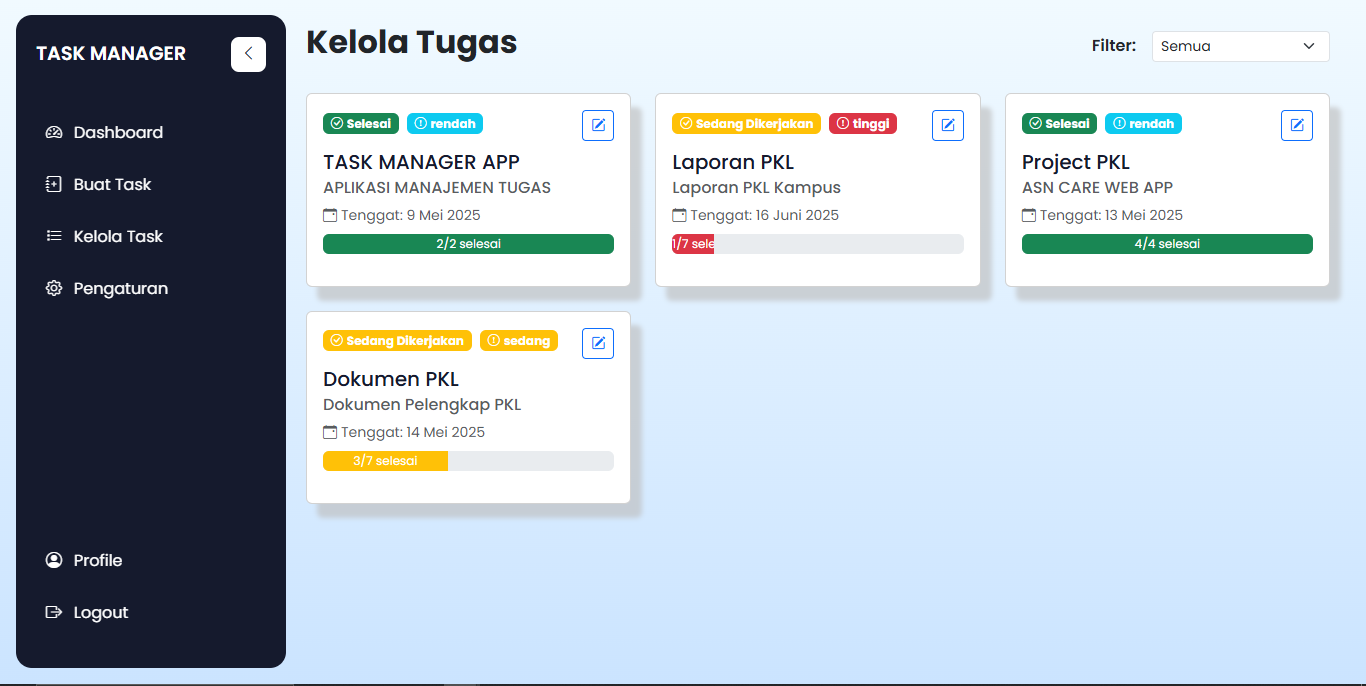 TASK MANAGER
Dashboard
Buat Task
Kelola Task
Pengaturan
Profile
Logout
Kelola Tugas
Filter: Semua
Selesai rendah
TASK MANAGER APP
APLIKASI MANAJEMEN TUGAS
Tenggat: 9 Mei 2025
2/2 selesai
Sedang Dikerjakan tinggi
Laporan PKL
Laporan PKL Kampus
Tenggat: 16 Juni 2025
1/7 sele
Selesai rendah
Project PKL
ASN CARE WEB APP
Tenggat: 13 Mei 2025
4/4 selesai
Sedang Dikerjakan sedang
Dokumen PKL
Dokumen Pelengkap PKL
Tenggat: 14 Mei 2025
3/7 selesai